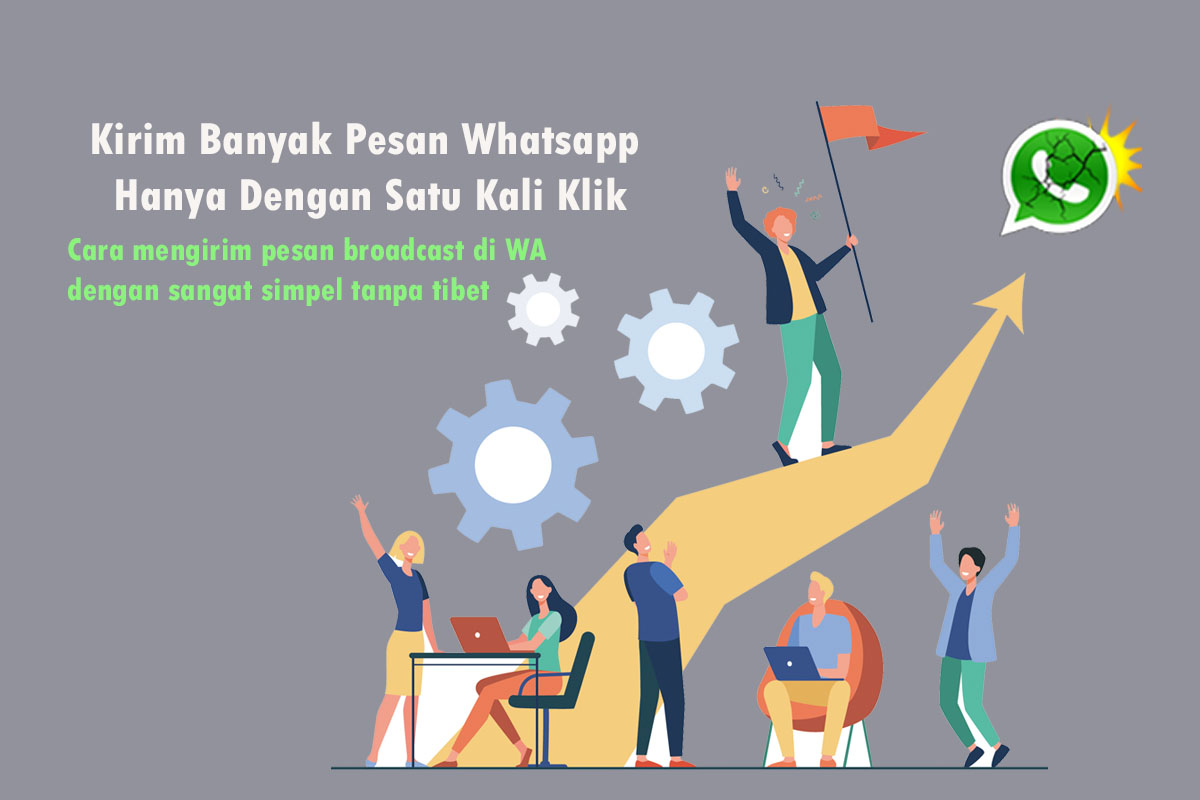 Kirim Banyak Pesan Whatsapp
Hanya Dengan Satu Kali Klik
Cara mengirim pesan broadcast di WA
dengan sangat simpel tanpa tibet